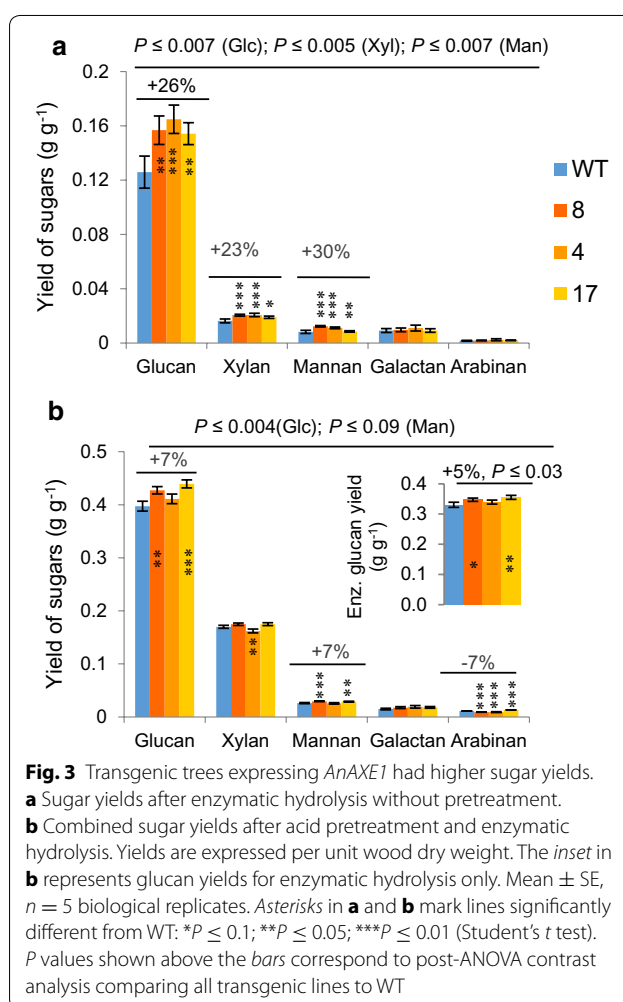 a
P ≤ 0.007 (Glc); P ≤ 0.005 (Xyl); P ≤ 0.007 (Man)
0.2
0.16
0.12
0.08
0.04
0
Yield of sugars (g g⁻¹)
+26%
** *** **
+23%
*** *** *
+30%
*** *** **
Glucan Xylan Mannan Galactan Arabinan
WT
8
4
17
b
P ≤ 0.004(Glc); P ≤ 0.09 (Man)
0.5
0.4
0.3
0.2
0.1
0
Yield of sugars (g g⁻¹)
+7%
** ***
**
+7%
*** **
-7%
*** *** ***
Glucan Xylan Mannan Galactan Arabinan
+5%, P ≤ 0.03
0.4
0.3
0.2
0.1
0.0
Enz. glucan yield
(g g⁻¹)
* **
Fig. 3 Transgenic trees expressing AnAXE1 had higher sugar yields.
a Sugar yields after enzymatic hydrolysis without pretreatment.
b Combined sugar yields after acid pretreatment and enzymatic
hydrolysis. Yields are expressed per unit wood dry weight. The inset in
b represents glucan yields for enzymatic hydrolysis only. Mean ± SE,
n = 5 biological replicates. Asterisks in a and b mark lines significantly
different from WT: *P ≤ 0.1; **P ≤ 0.05; ***P ≤ 0.01 (Student's t test).
P values shown above the bars correspond to post-ANOVA contrast
analysis comparing all transgenic lines to WT